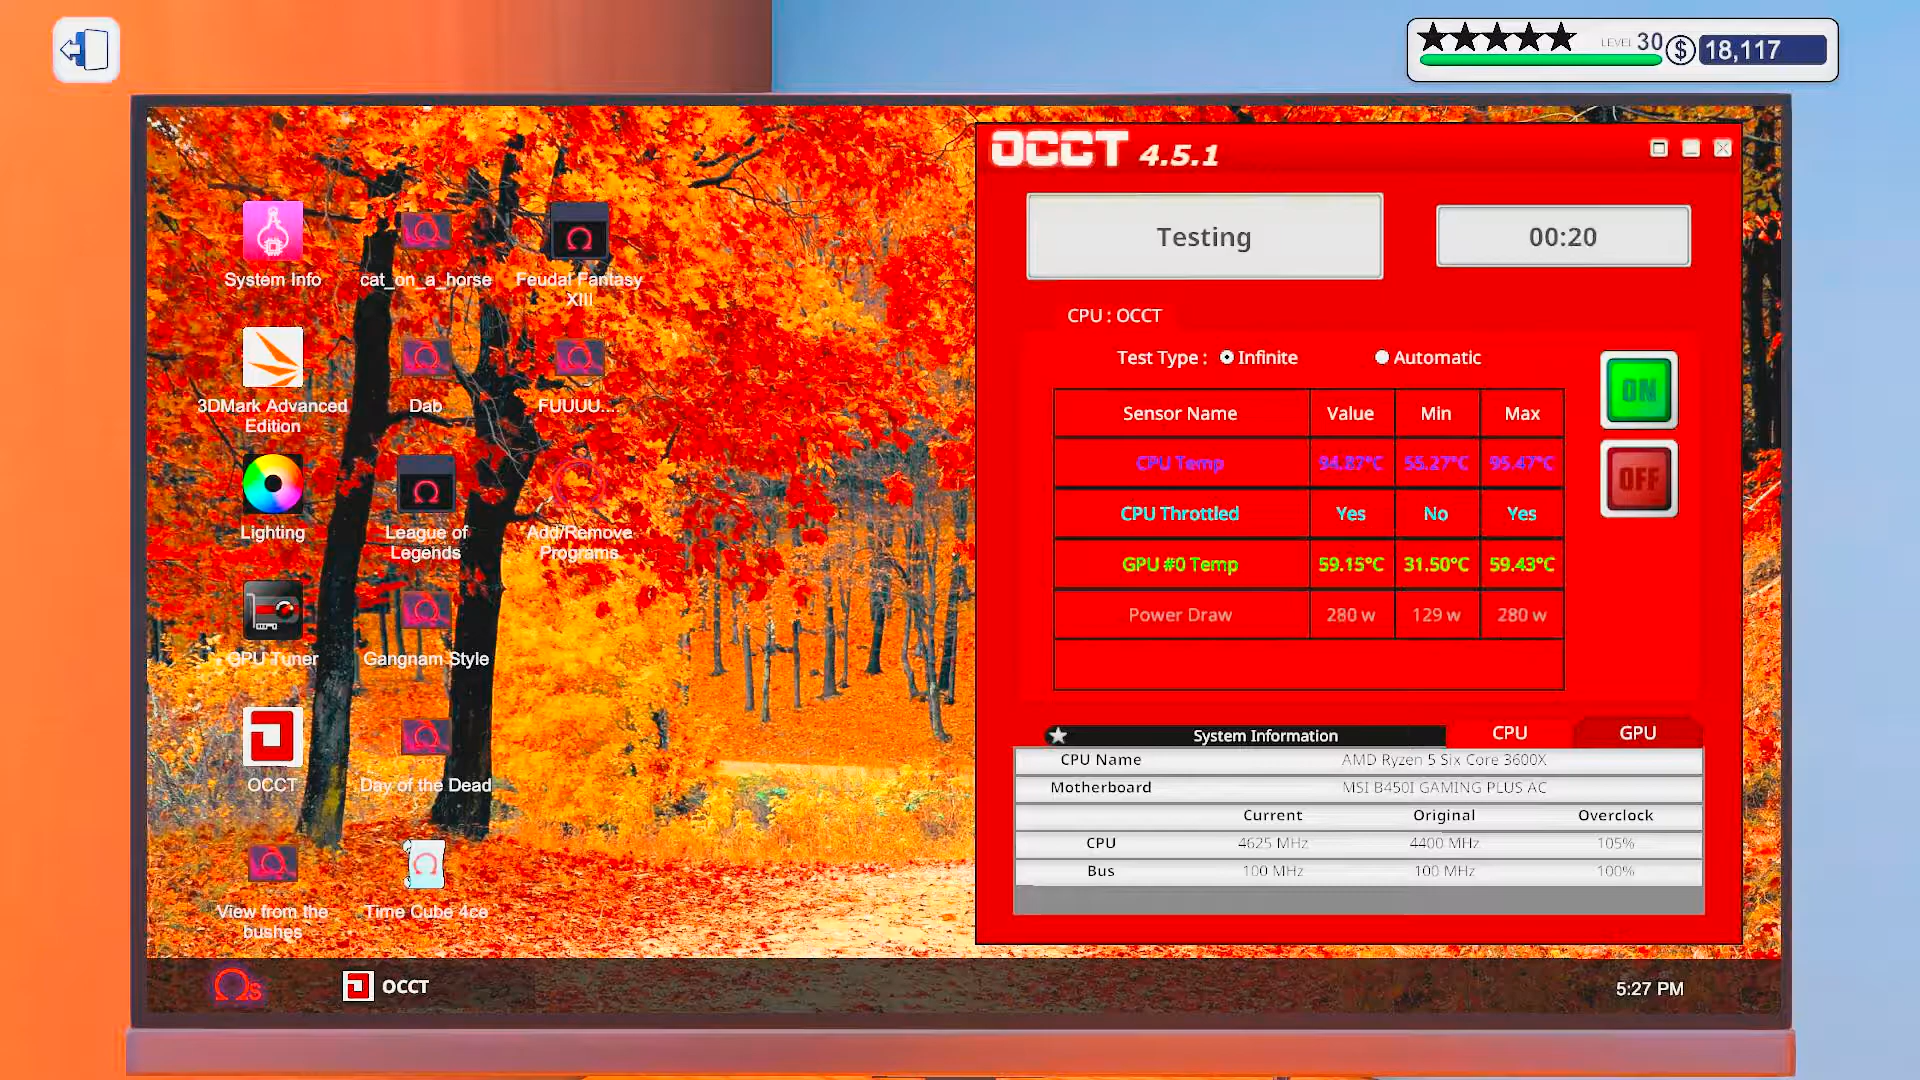 LEVEL 30 $ 18,117
OCCT 4.5.1
Testing
00:20
CPU : OCCT
Test Type : Infinite Automatic
ON
OFF
Sensor Name Value Min Max
CPU Temp 94.87°C 55.27°C 95.47°C
CPU Throttled Yes No Yes
GPU #0 Temp 59.15°C 31.50°C 59.43°C
Power Draw 280 w 129 w 280 w
System Information CPU GPU
CPU Name AMD Ryzen 5 Six Core 3600X
Motherboard MSI B450I GAMING PLUS AC
Current Original Overclock
CPU 4625 MHz 4400 MHz 105%
Bus 100 MHz 100 MHz 100%
System Info
cat_on_a_horse
Feudal Fantasy
XIII
3DMark Advanced
Edition
Dab
FUUUU...
Lighting
League of
Legends
Add/Remove
Programs
GPU Tuner
Gangnam Style
OCCT
Day of the Dead
View from the
bushes
Time Cube 4ce
Ωs
OCCT
5:27 PM